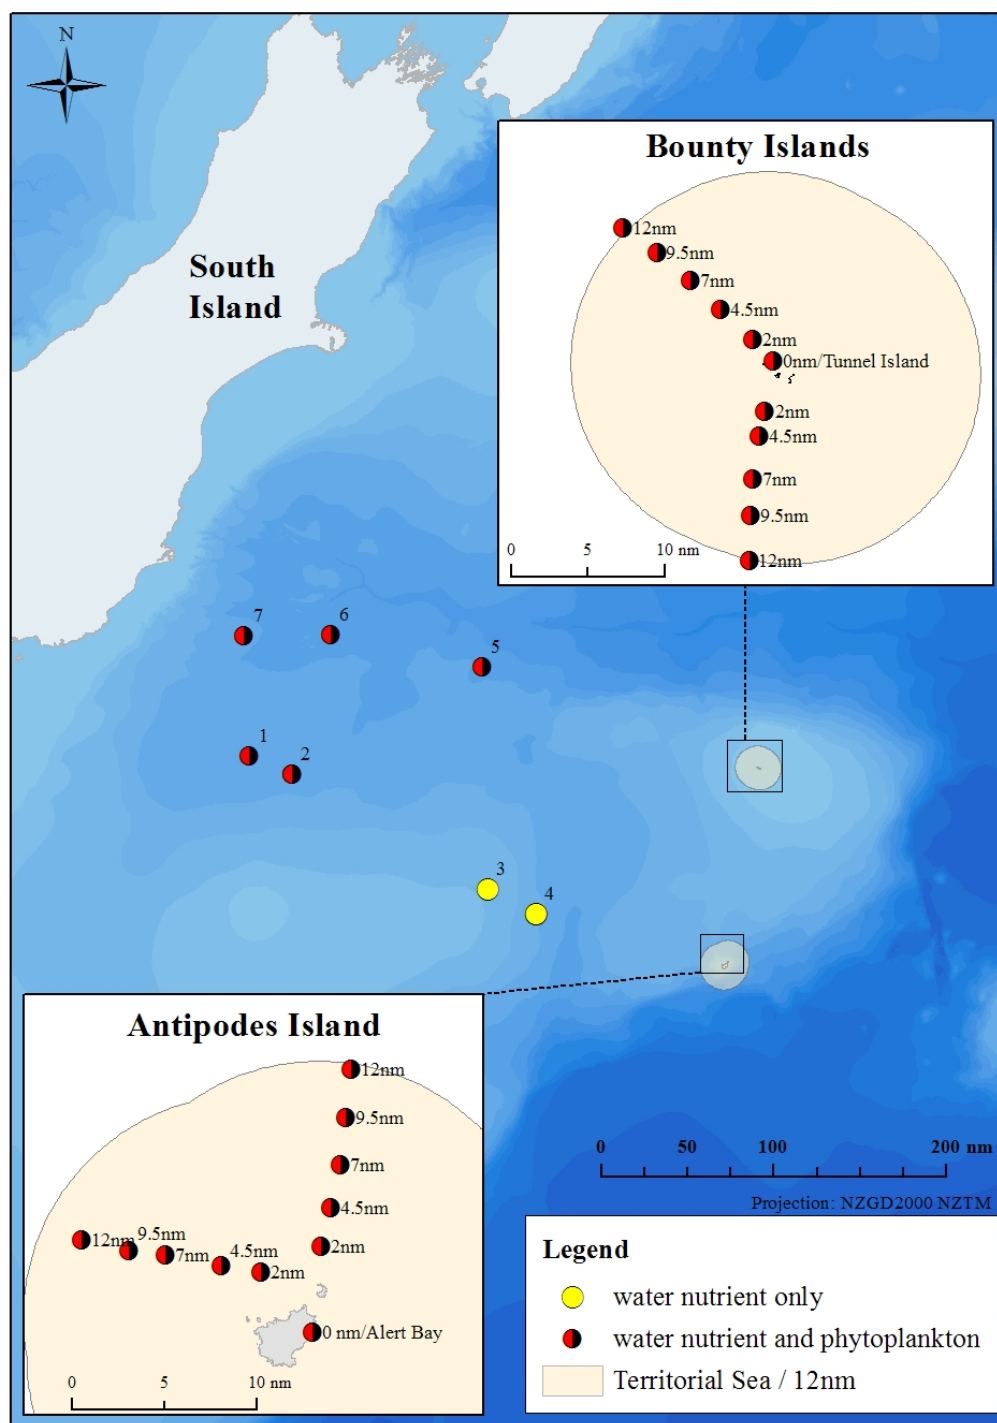 N
South
Island
Bounty Islands
12nm
9.5nm
7nm
4.5nm
2nm
0nm/Tunnel Island
2nm
4.5nm
7nm
9.5nm
12nm
0 5 10 nm
7
6
5
1
2
3
4
Antipodes Island
12nm
9.5nm
7nm
4.5nm
2nm
12nm
9.5nm
7nm
4.5nm
2nm
0 nm/Alert Bay
0 5 10 nm
0 50 100 200 nm
Projection: NZGD2000 NZTM
Legend
water nutrient only
water nutrient and phytoplankton
Territorial Sea / 12nm